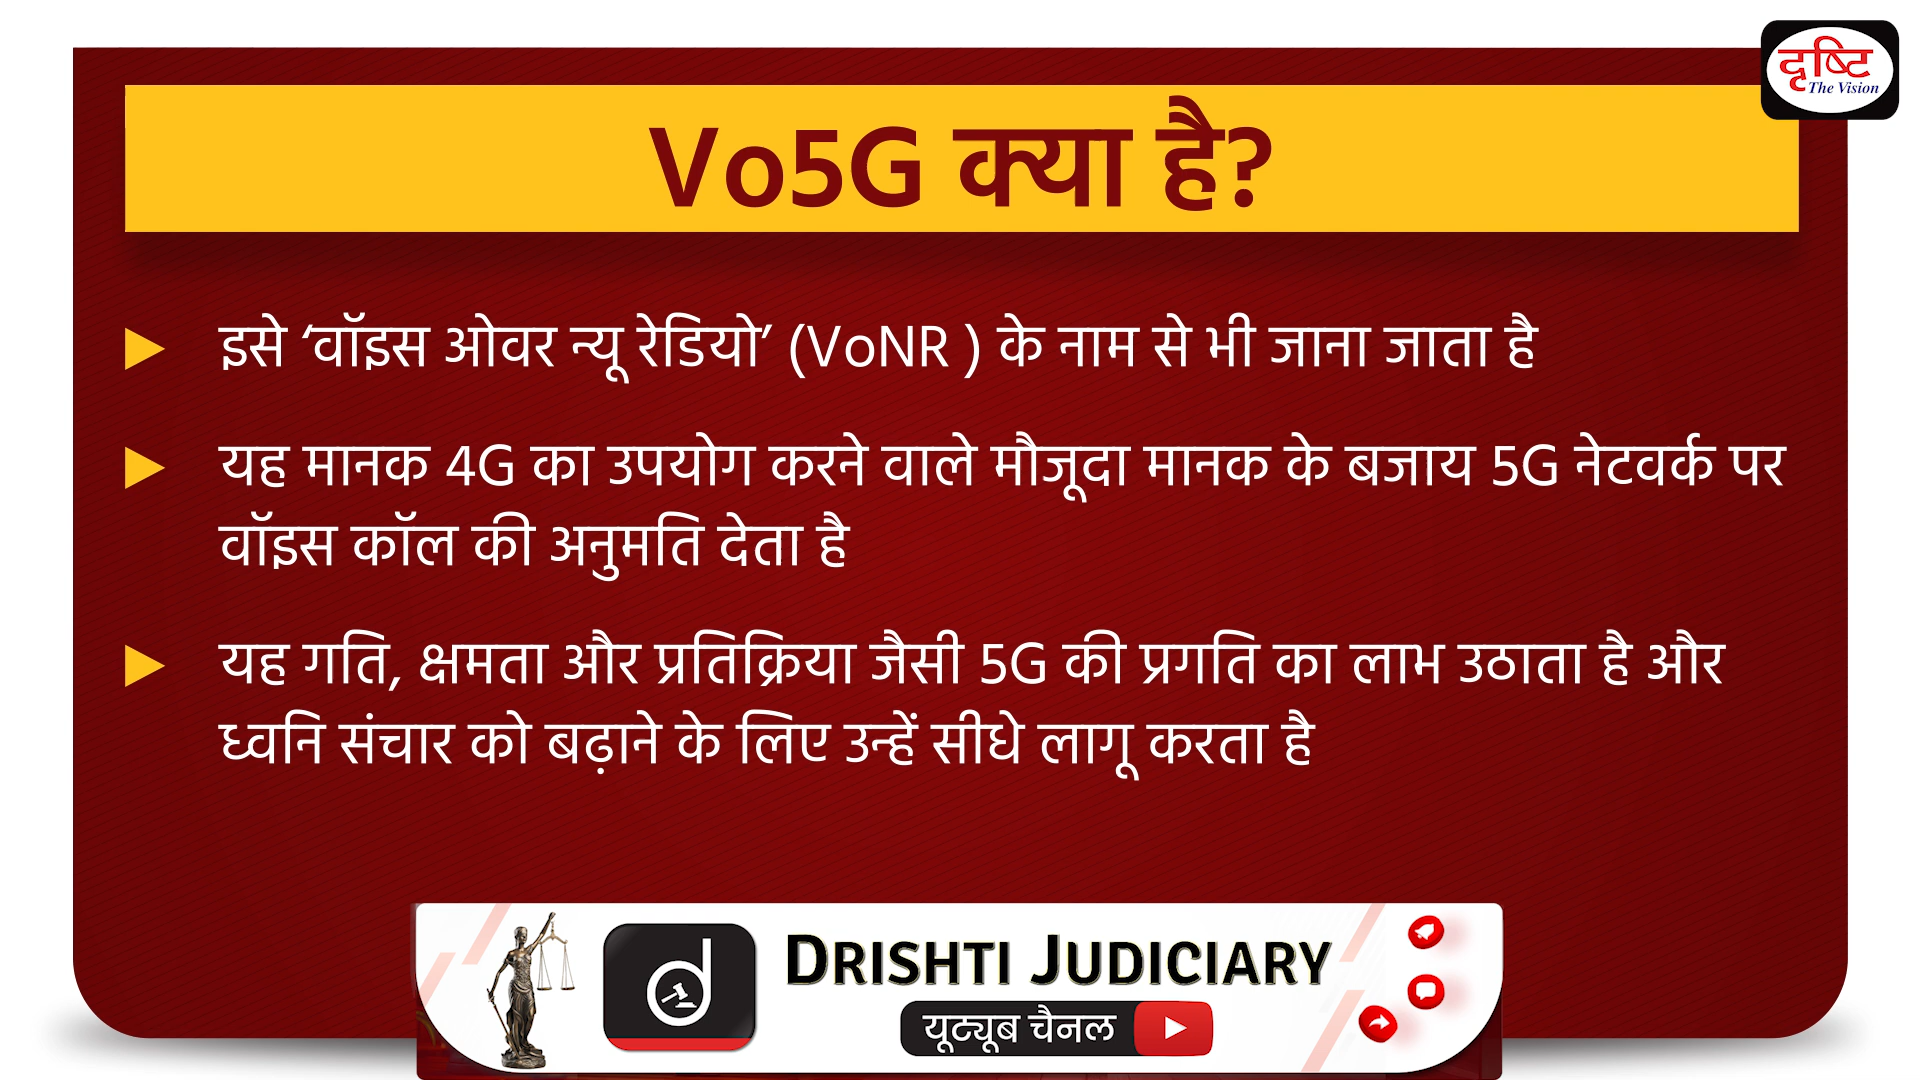 दृष्टि
The Vision
Vo5G क्या है?
इसे ‘वॉइस ओवर न्यू रेडियो’ (VoNR ) के नाम से भी जाना जाता है
यह मानक 4G का उपयोग करने वाले मौजूदा मानक के बजाय 5G नेटवर्क पर
वॉइस कॉल की अनुमति देता है
यह गति, क्षमता और प्रतिक्रिया जैसी 5G की प्रगति का लाभ उठाता है और
ध्वनि संचार को बढ़ाने के लिए उन्हें सीधे लागू करता है
DRISHTI JUDICIARY
यूट्यूब चैनल